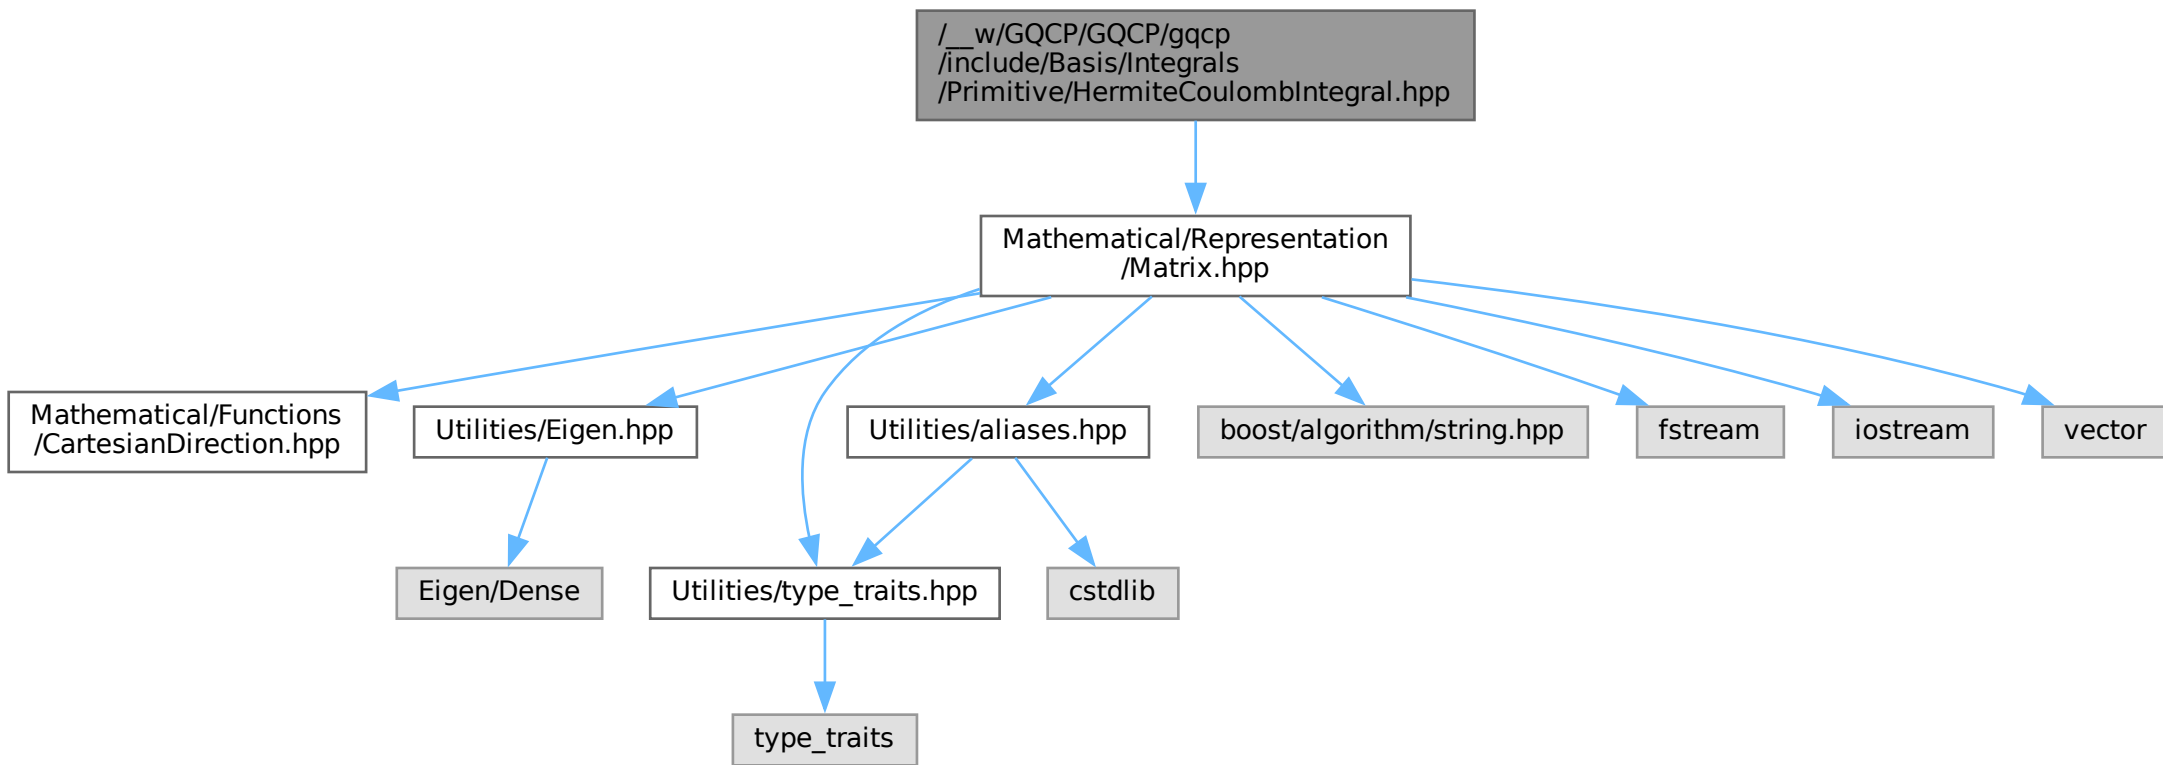 /__w/GQCP/GQCP/gqcp
/include/Basis/Integrals
/Primitive/HermiteCoulombIntegral.hpp
Mathematical/Representation
/Matrix.hpp
Mathematical/Functions
/CartesianDirection.hpp
Utilities/Eigen.hpp
Utilities/aliases.hpp
boost/algorithm/string.hpp
fstream
iostream
vector
Eigen/Dense
Utilities/type_traits.hpp
cstdlib
type_traits